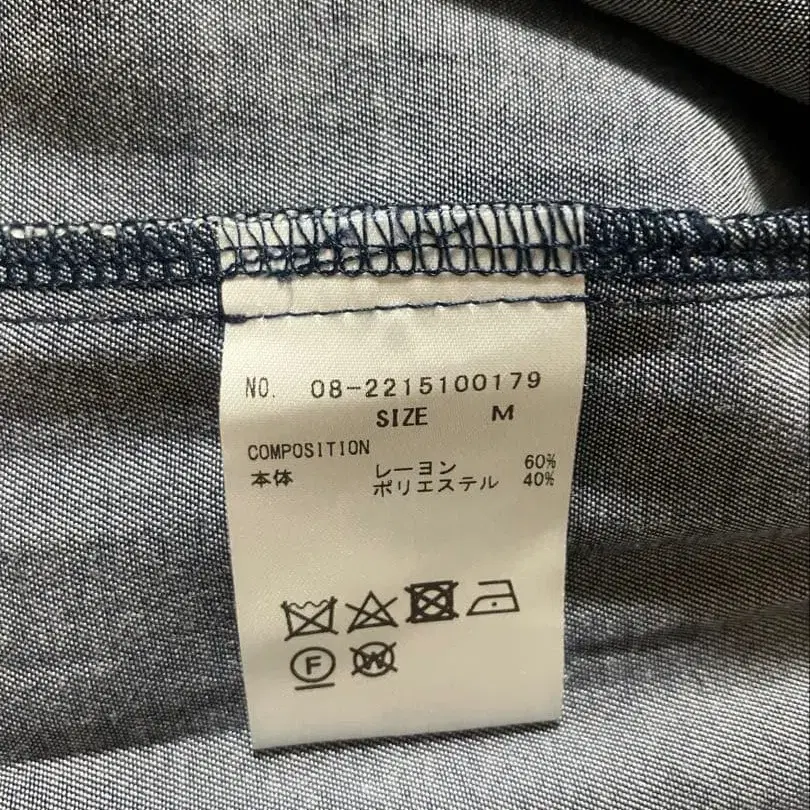 NO. 08-2215100179
SIZE M
COMPOSITION
本体 レーヨン 60%
ポリエステル 40%
F W